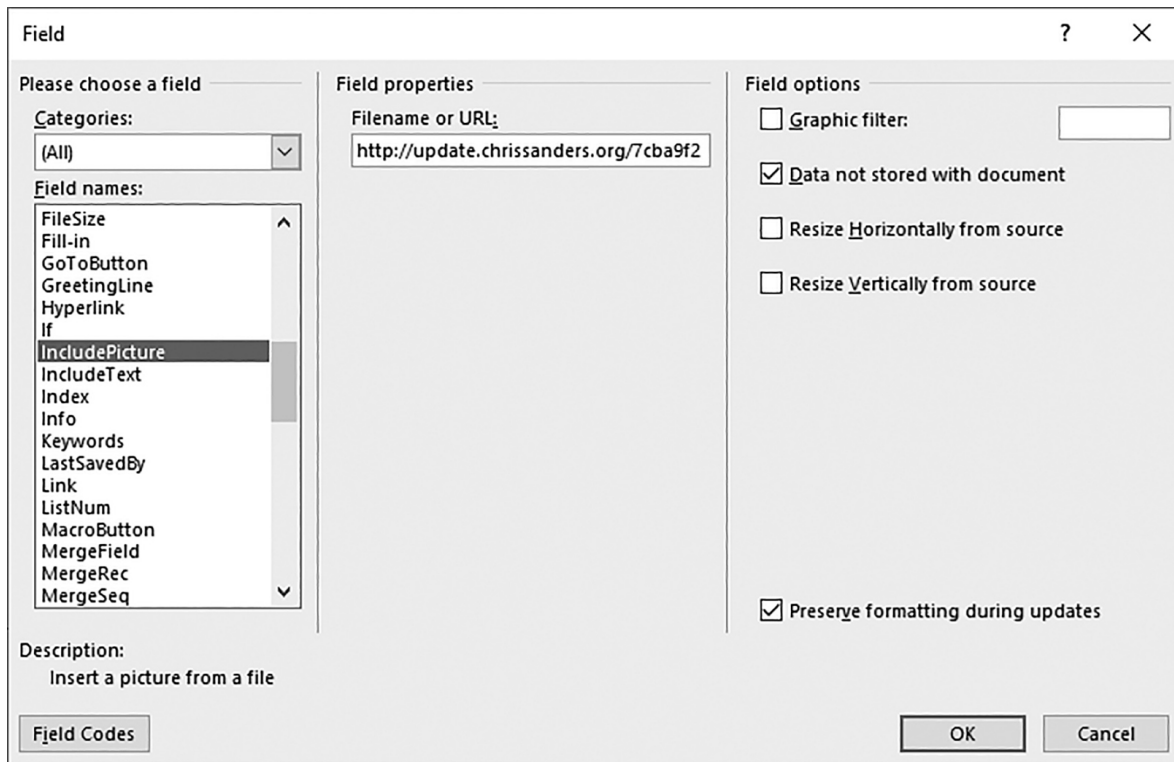 Field
?
Please choose a field
Categories:
(All)
Field names:
FileSize
Fill-in
GoToButton
GreetingLine
Hyperlink
If
IncludePicture
IncludeText
Index
Info
Keywords
LastSavedBy
Link
ListNum
MacroButton
MergeField
MergeRec
MergeSeq
Field properties
Filename or URL:
http://update.chrissanders.org/7cba9f2
Field options
Graphic filter:
Data not stored with document
Resize Horizontally from source
Resize Vertically from source
Preserve formatting during updates
Description:
Insert a picture from a file
Field Codes
OK
Cancel